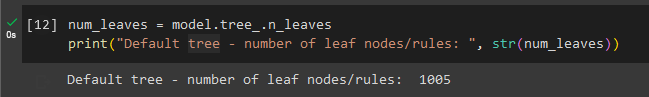 [12] num_leaves = model.tree_.n_leaves
0s print("Default tree - number of leaf nodes/rules: ", str(num_leaves))
Default tree - number of leaf nodes/rules:  1005